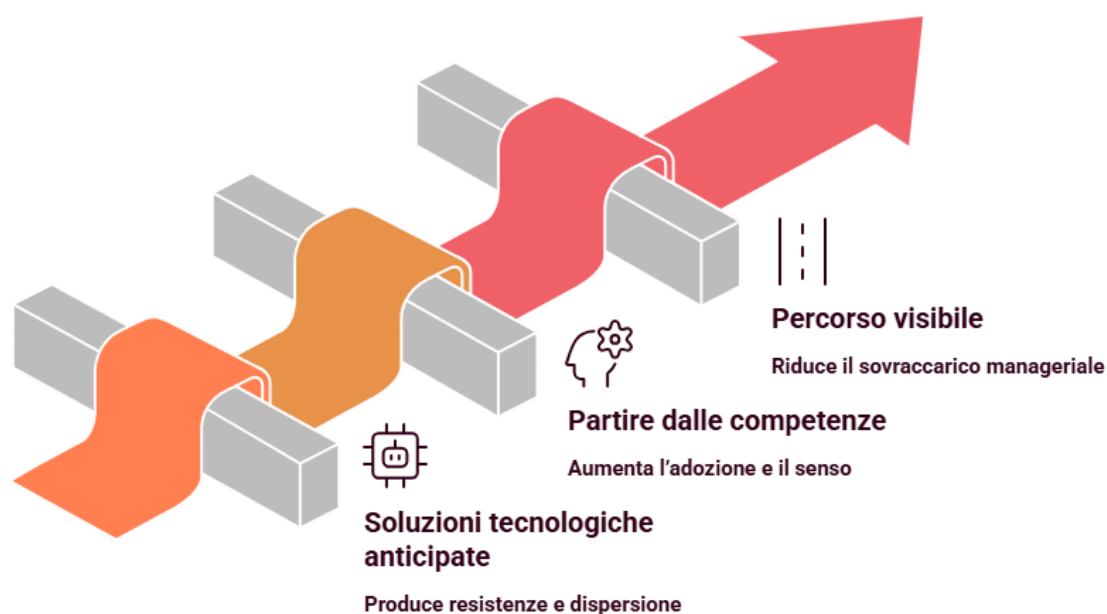 Percorso visibile
Riduce il sovraccarico manageriale
Partire dalle competenze
Aumenta l'adozione e il senso
Soluzioni tecnologiche
anticipate
Produce resistenze e dispersione